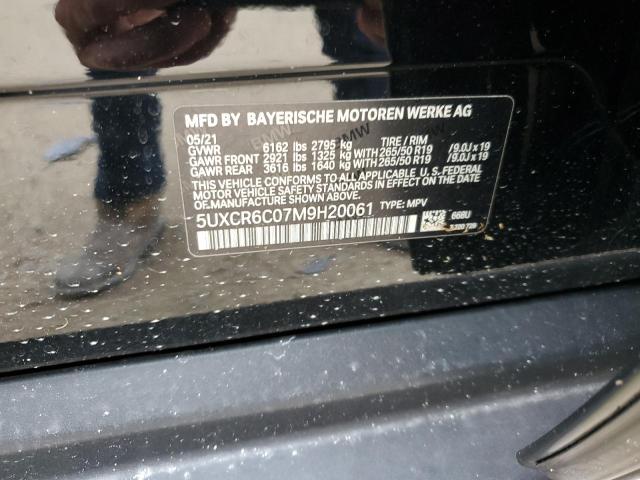 MFD BY BAYERISCHE MOTOREN WERKE AG
05/21
GVWR 6162 lbs 2795 kg TIRE / RIM
GAWR FRONT 2921 lbs 1325 kg WITH 265/50 R19 /9.0J x 19
GAWR REAR 3616 lbs 1640 kg WITH 265/50 R19 /9.0J x 19
THIS VEHICLE CONFORMS TO ALL APPLICABLE U.S. FEDERAL
MOTOR VEHICLE SAFETY STANDARDS IN EFFECT ON THE
DATE OF MANUFACTURE SHOWN ABOVE.
5UXCR6C07M9H20061 TYPE: MPV
668U